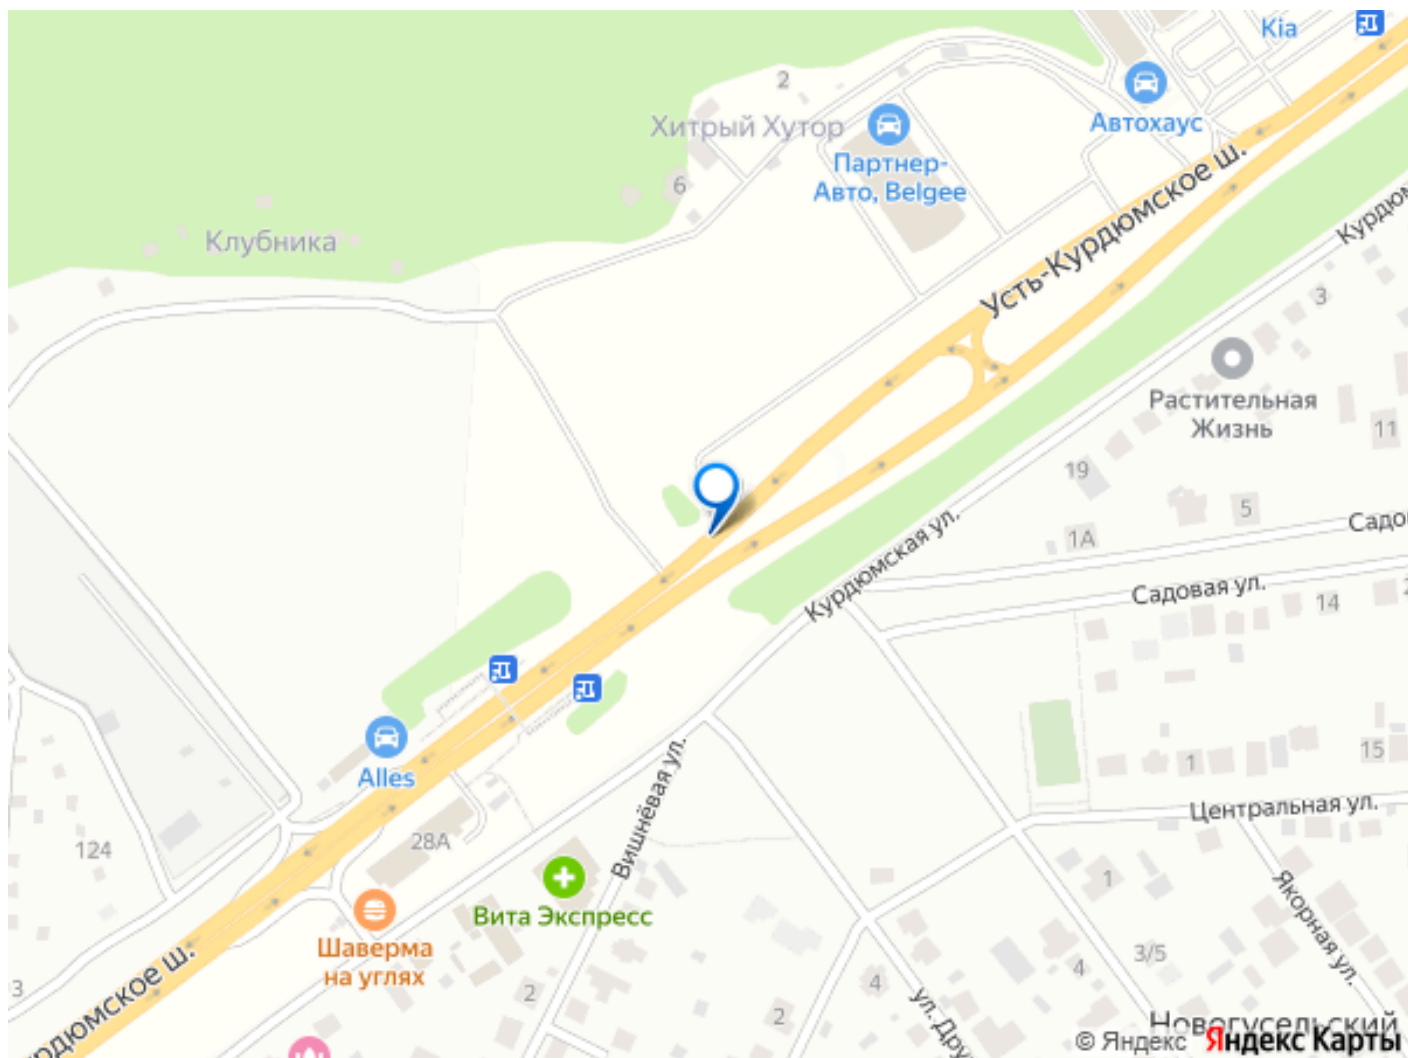 Kia
2
Автохаус
Хитрый Хутор
Партнер-
Авто, Belgee
6
Усть-Курдюмское ш.
Клубника
3
Растительная
Жизнь
11
19
5
1А
Курдюмская ул.
Садовая ул.
14
1
15
Центральная ул.
Alles
28А
124
Вишнёвая ул.
Вита Экспресс
Шаверма
на углях
1
Якорная ул.
3/5
4
4
2
2
3
Новогусельский
© Яндекс Яндекс Карты